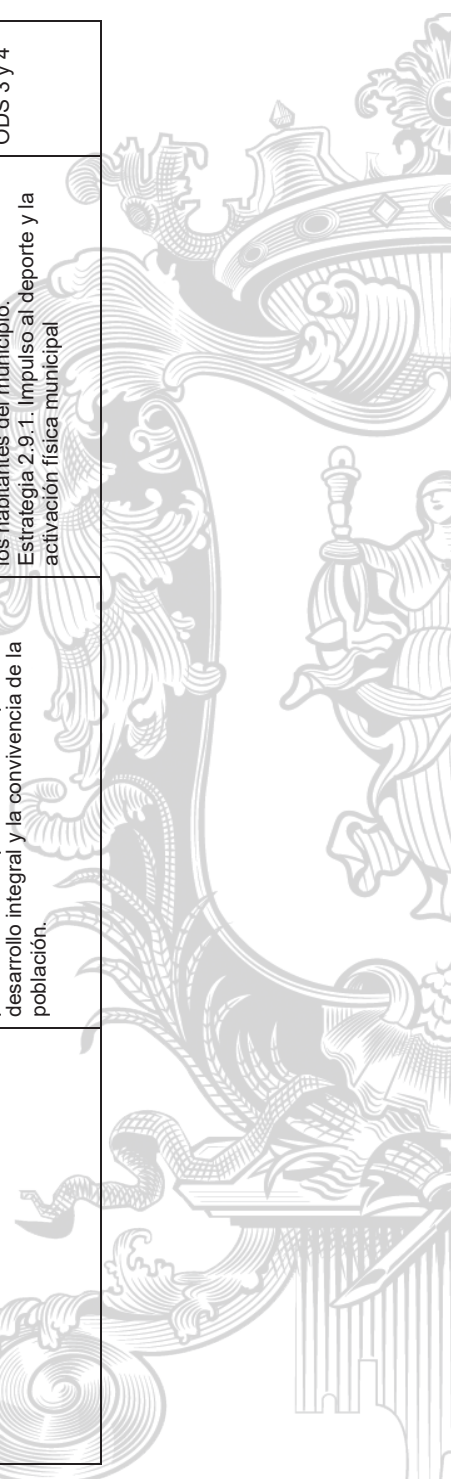 desarrollo integral y la convivencia de la
población.
los habitantes del municipio.
Estrategia 2.9.1. Impulso al deporte y la
activación física municipal
ODS 3 y 4